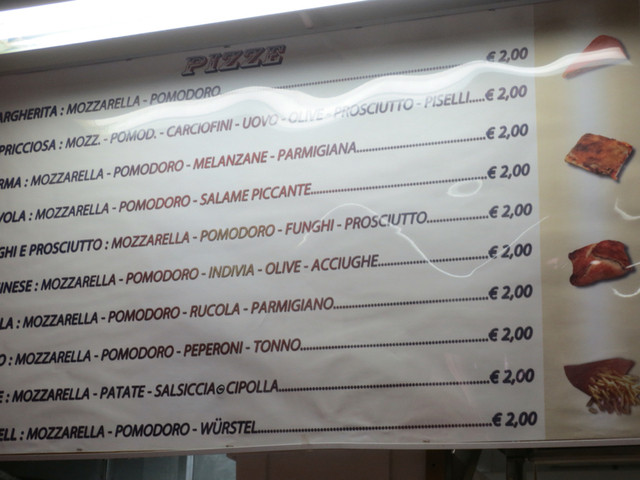 PIZZE
ARGHERITA : MOZZARELLA - POMODORO € 2,00
PRICCIOSA : MOZZ. - POMOD. - CARCIOFINI - UOVO - OLIVE - PROSCIUTTO - PISELLI....€ 2,00
RMA : MOZZARELLA - POMODORO - MELANZANE - PARMIGIANA € 2,00
VOLA : MOZZARELLA - POMODORO - SALAME PICCANTE € 2,00
GHI E PROSCIUTTO : MOZZARELLA - POMODORO - FUNGHI - PROSCIUTTO € 2,00
INESE : MOZZARELLA - POMODORO - INDIVIA - OLIVE - ACCIUGHE € 2,00
LA : MOZZARELLA - POMODORO - RUCOLA - PARMIGIANO € 2,00
O : MOZZARELLA - POMODORO - PEPERONI - TONNO € 2,00
E : MOZZARELLA - PATATE - SALSICCIA e CIPOLLA € 2,00
ELL : MOZZARELLA - POMODORO - WÜRSTEL € 2,00